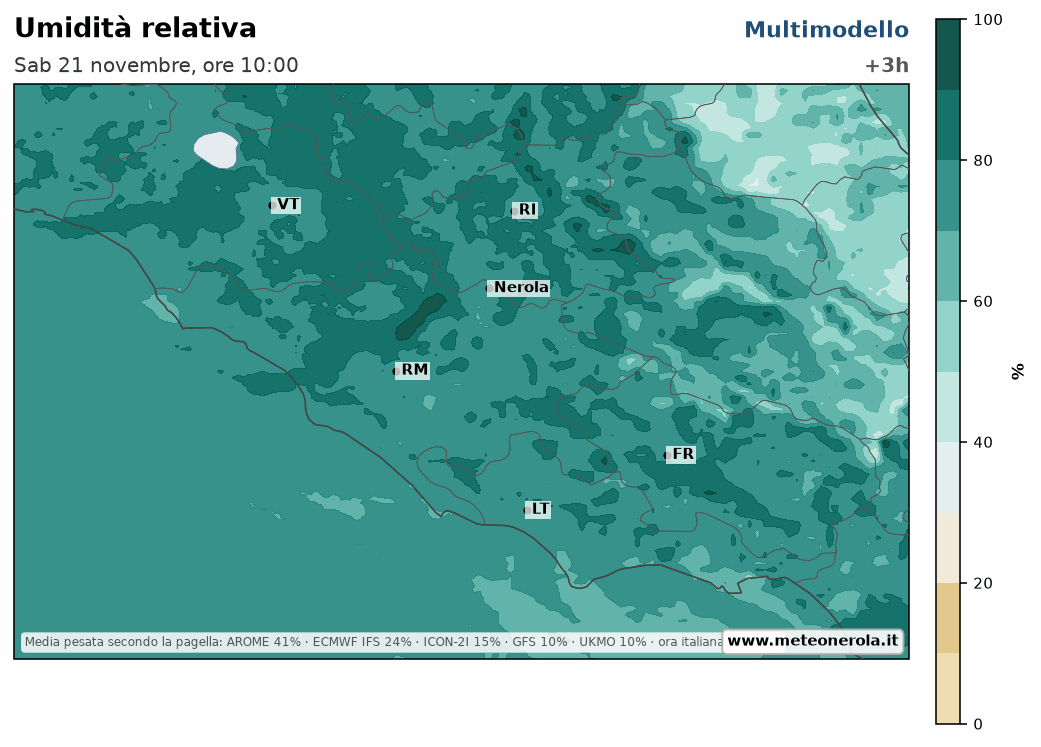 Umidità relativa
Multimodello
Sab 21 novembre, ore 10:00
+3h
100
80
60
40
20
0
%
VT
RI
Nerola
RM
FR
LT
Media pesata secondo la pagella: AROME 41% · ECMWF IFS 24% · ICON-2I 15% · GFS 10% · UKMO 10% · ora italiana
www.meteonerola.it